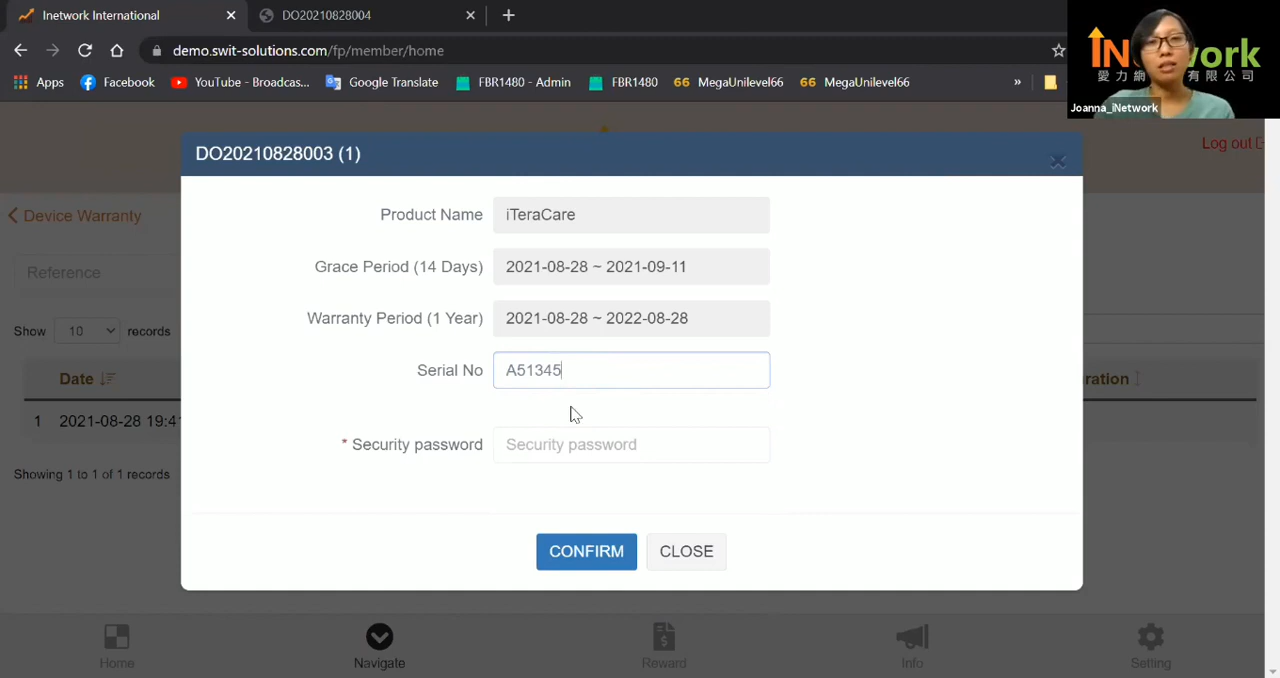 Inetwork International
DO20210828004
demo.swit-solutions.com/fp/member/home
Apps
Facebook
YouTube - Broadcas...
Google Translate
FBR1480 - Admin
FBR1480
MegaUnilevel66
MegaUnilevel66
»
iN work
愛力網 有限公司
Joanna_iNetwork
Log out
DO20210828003 (1)
Device Warranty
Reference
Show 10 records
Date
ration
1 2021-08-28 19:41
Showing 1 to 1 of 1 records
Product Name iTeraCare
Grace Period (14 Days) 2021-08-28 ~ 2021-09-11
Warranty Period (1 Year) 2021-08-28 ~ 2022-08-28
Serial No A51345
* Security password Security password
CONFIRM CLOSE
Home
Navigate
Reward
Info
Setting